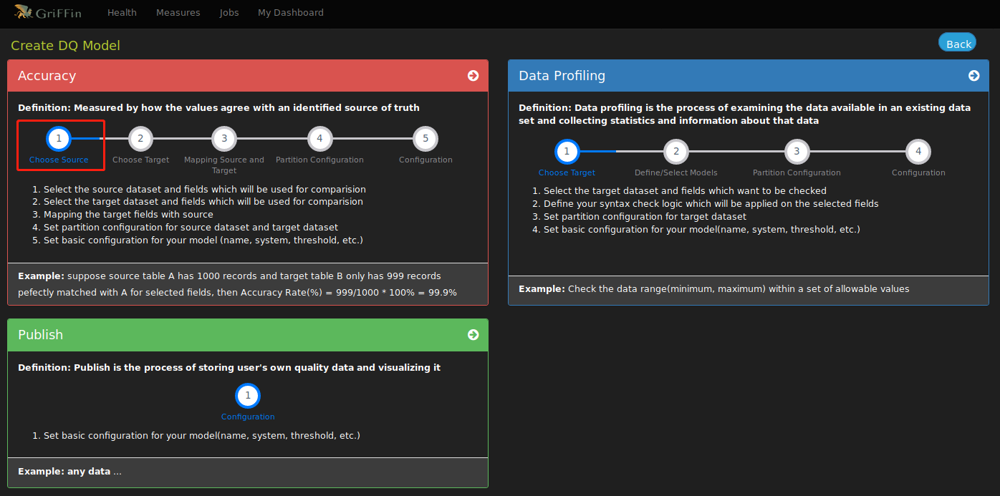 GriFFin Health Measures Jobs My Dashboard
Create DQ Model
Back
Accuracy
Definition: Measured by how the values agree with an identified source of truth
1 2 3 4 5
Choose Source Choose Target Mapping Source and Partition Configuration Configuration
Target
1. Select the source dataset and fields which will be used for comparision
2. Select the target dataset and fields which will be used for comparision
3. Mapping the target fields with source
4. Set partition configuration for source dataset and target dataset
5. Set basic configuration for your model (name, system, threshold, etc.)
Example: suppose source table A has 1000 records and target table B only has 999 records
pefectly matched with A for selected fields, then Accuracy Rate(%) = 999/1000 * 100% = 99.9%
Data Profiling
Definition: Data profiling is the process of examining the data available in an existing data
set and collecting statistics and information about that data
1 2 3 4
Choose Target Define/Select Models Partition Configuration Configuration
1. Select the target dataset and fields which want to be checked
2. Define your syntax check logic which will be applied on the selected fields
3. Set partition configuration for target dataset
4. Set basic configuration for your model(name, system, threshold, etc.)
Example: Check the data range(minimum, maximum) within a set of allowable values
Publish
Definition: Publish is the process of storing user's own quality data and visualizing it
1
Configuration
1. Set basic configuration for your model(name, system, threshold, etc.)
Example: any data ...